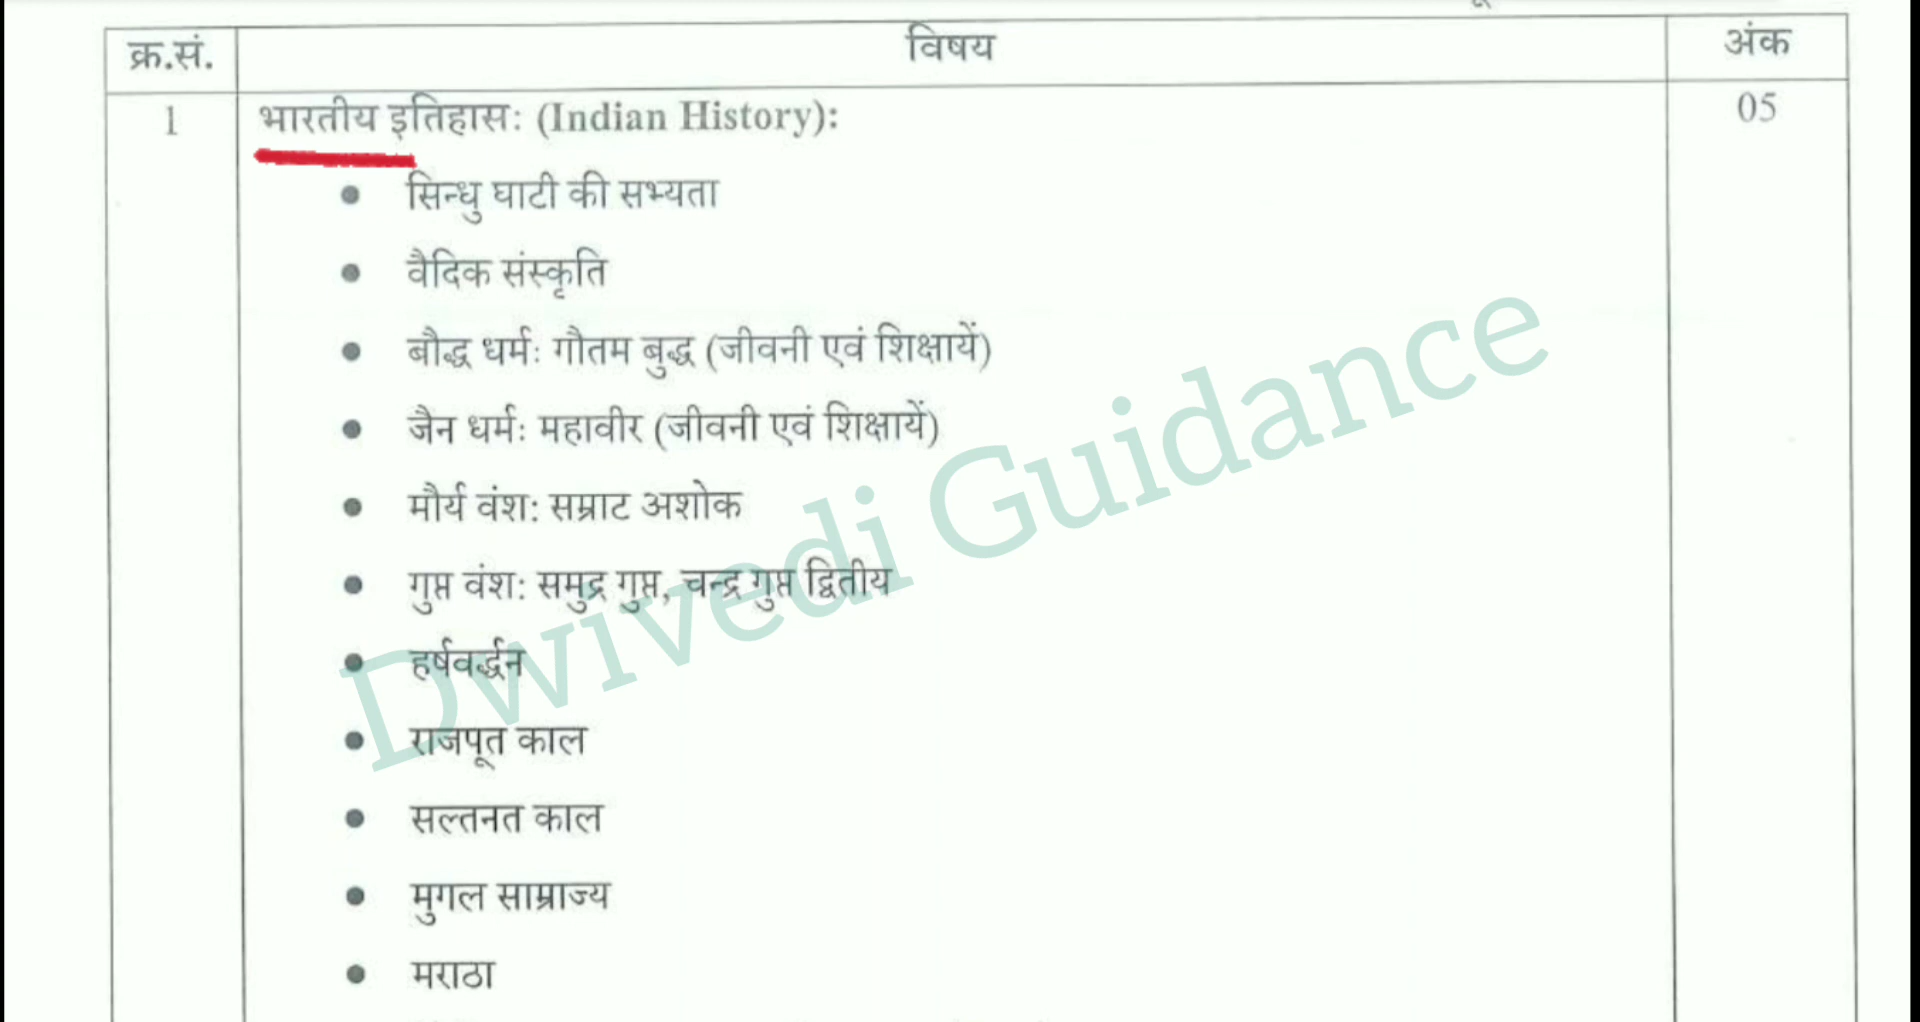 क्र.सं. विषय अंक
1 भारतीय इतिहास: (Indian History): 05
• सिन्धु घाटी की सभ्यता
• वैदिक संस्कृति
• बौद्ध धर्म: गौतम बुद्ध (जीवनी एवं शिक्षायें)
• जैन धर्म: महावीर (जीवनी एवं शिक्षायें)
• मौर्य वंश: सम्राट अशोक
• गुप्त वंश: समुद्र गुप्त, चन्द्र गुप्त द्वितीय
• हर्षवर्द्धन
• राजपूत काल
• सल्तनत काल
• मुगल साम्राज्य
• मराठा
Dwivedi Guidance